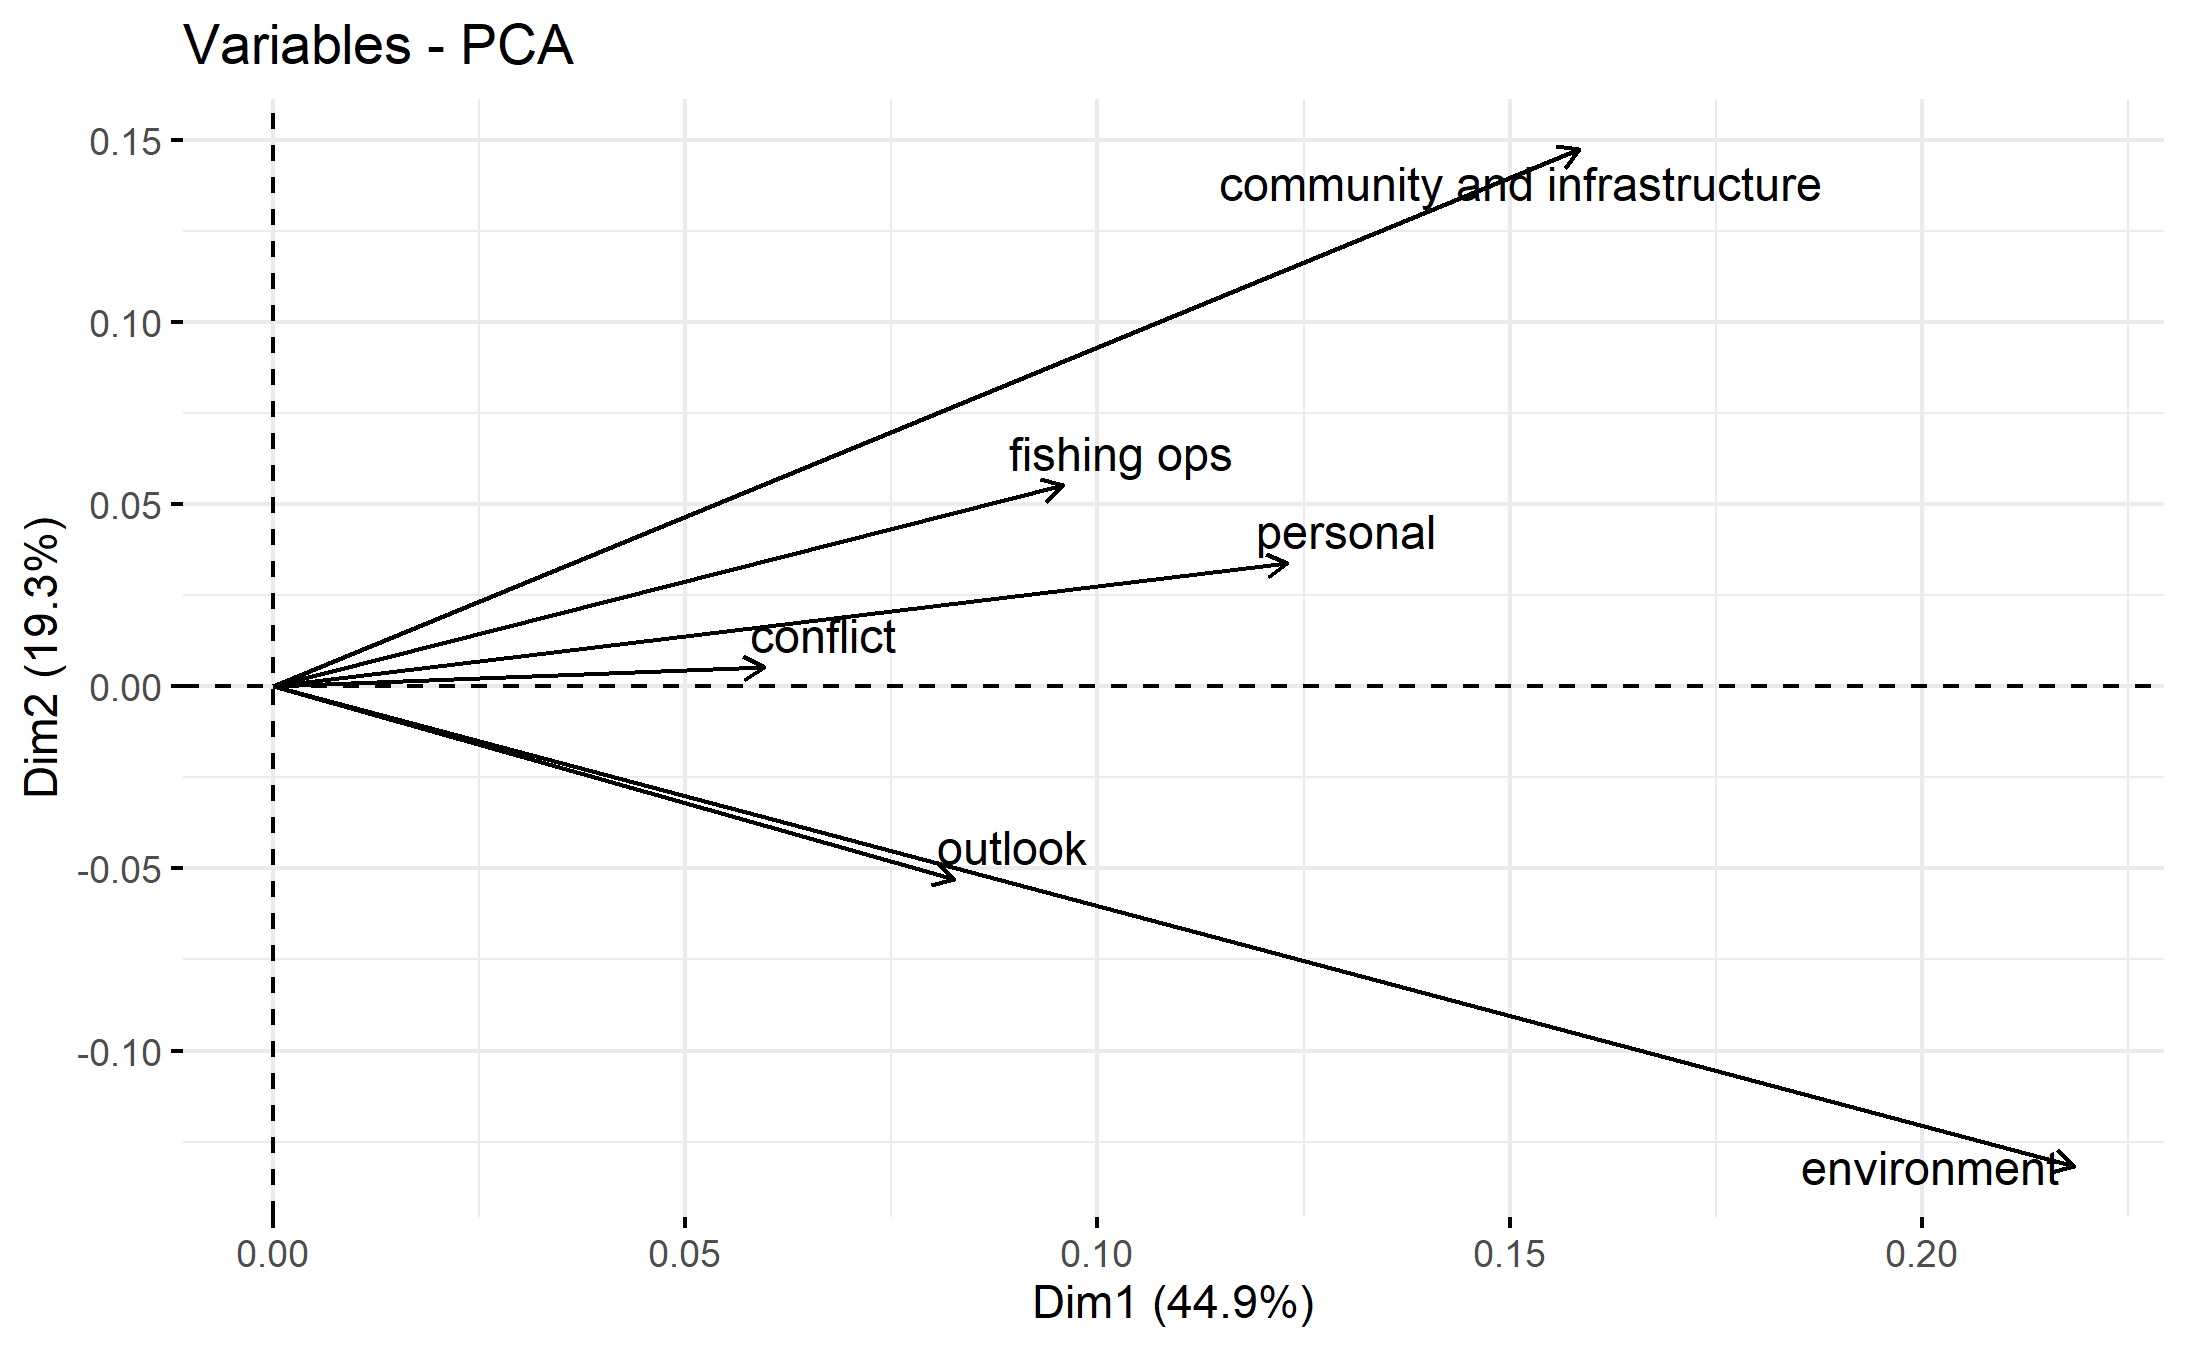 Variables - PCA
0.15
community and infrastructure
0.10
fishing ops
0.05
personal
conflict
0.00
Dim2 (19.3%)
outlook
-0.05
-0.10
environment
0.00 0.05 0.10 0.15 0.20
Dim1 (44.9%)